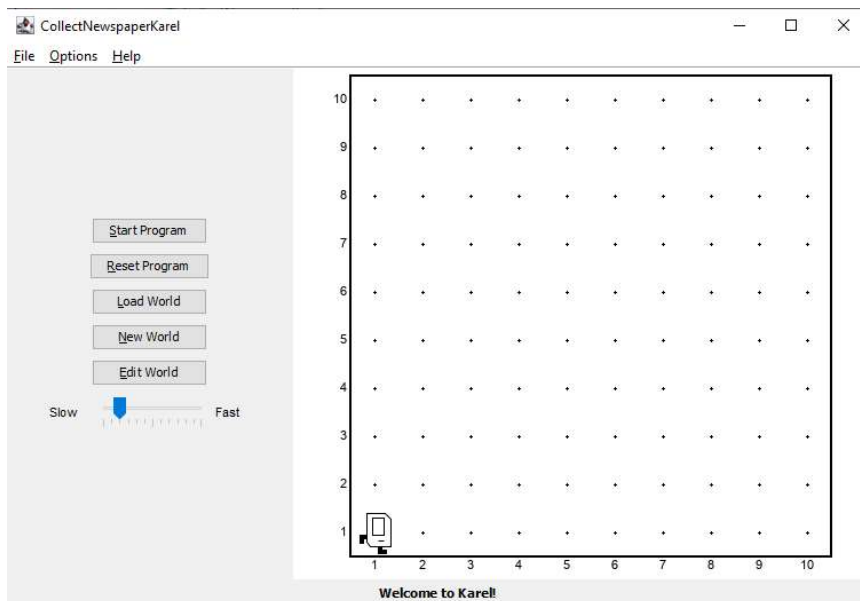 CollectNewspaperKarel
File Options Help
Start Program
Reset Program
Load World
New World
Edit World
Slow Fast
10
9
8
7
6
5
4
3
2
1
1 2 3 4 5 6 7 8 9 10
Welcome to Karel!